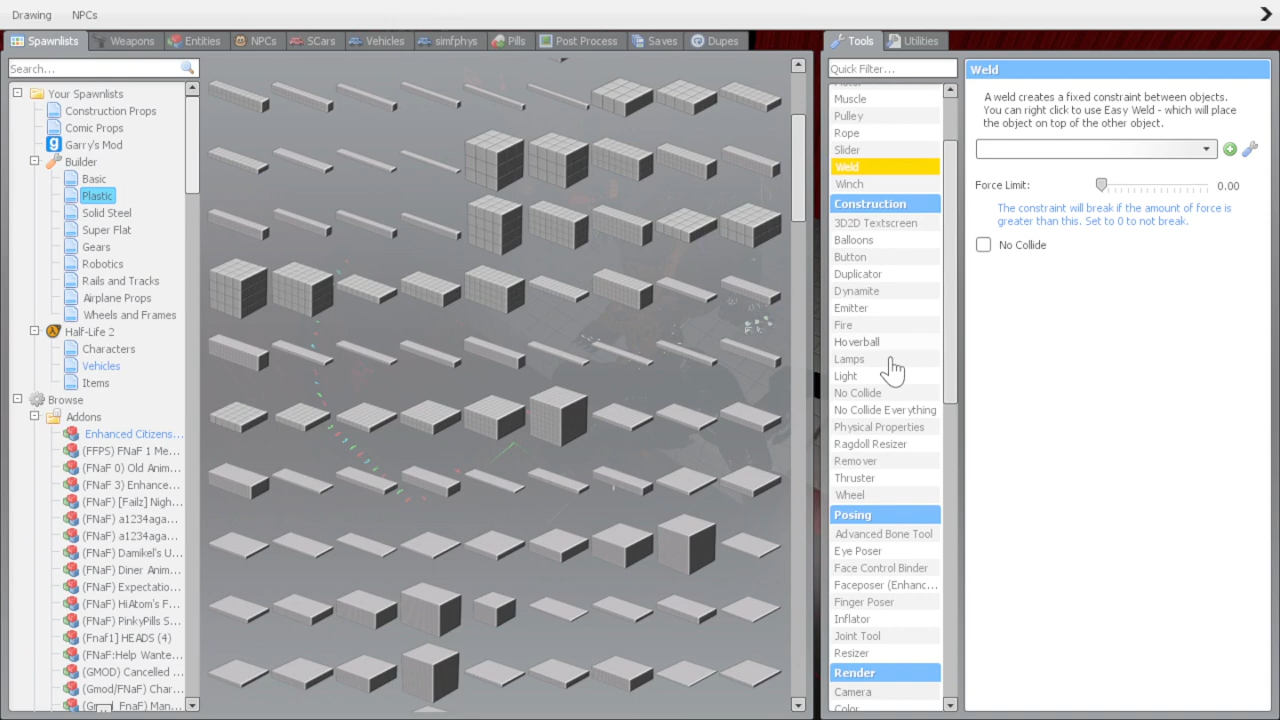 Drawing
NPCs
Spawnlists
Weapons
Entities
NPCs
SCars
Vehicles
simfphys
Pills
Post Process
Saves
Dupes
Search...
Your Spawnlists
Construction Props
Comic Props
Garry's Mod
Builder
Basic
Plastic
Solid Steel
Super Flat
Gears
Robotics
Rails and Tracks
Airplane Props
Wheels and Frames
Half-Life 2
Characters
Vehicles
Items
Browse
Addons
Enhanced Citizens...
(FFPS) FNaF 1 Me...
(FNaF 0) Old Anim...
(FNaF 3) Enhance...
(FNaF) [Failz] Nigh...
(FNaF) a1234aga...
(FNaF) a1234aga...
(FNaF) Damikel's U...
(FNaF) Diner Anim...
(FNaF) Expectatio...
(FNaF) HiAtom's F...
(FNaF) PinkyPills S...
(Fnaf1] HEADS (4)
(FNaF:Help Wante...
(GMOD) Cancelled ...
(Gmod/FNaF) Char...
FnaF) Man...
Tools
Utilities
Quick Filter...
Muscle
Pulley
Rope
Slider
Weld
Winch
Construction
3D2D Textscreen
Balloons
Button
Duplicator
Dynamite
Emitter
Fire
Hoverball
Lamps
Light
No Collide
No Collide Everything
Physical Properties
Ragdoll Resizer
Remover
Thruster
Wheel
Posing
Advanced Bone Tool
Eye Poser
Face Control Binder
Faceposer (Enhanc...
Finger Poser
Inflator
Joint Tool
Resizer
Render
Camera
Color
Weld
A weld creates a fixed constraint between objects.
You can right click to use Easy Weld - which will place
the object on top of the other object.
Force Limit:
0.00
The constraint will break if the amount of force is
greater than this. Set to 0 to not break.
No Collide